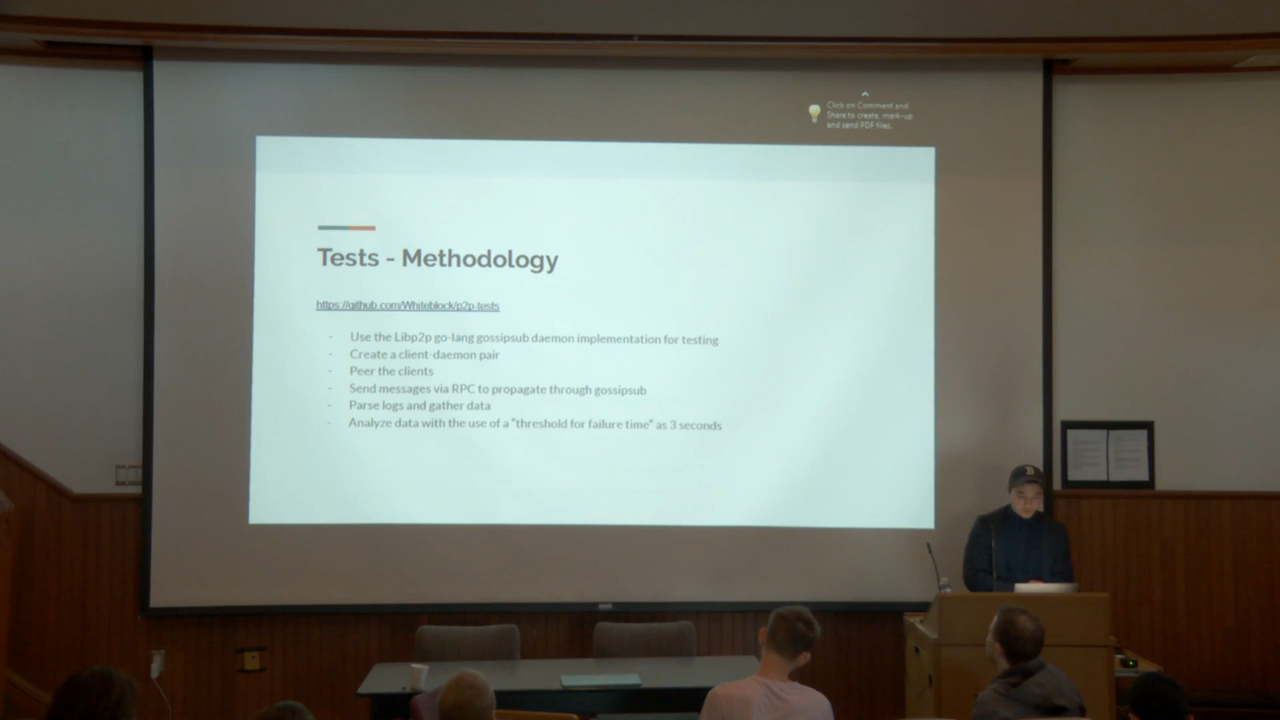 Click on Comment and
Share to create, mark-up
and send PDF files.
Tests - Methodology
https://github.com/Whiteblock/p2p-tests
- Use the Libp2p go-lang gossipsub daemon implementation for testing
- Create a client-daemon pair
- Peer the clients
- Send messages via RPC to propagate through gossipsub
- Parse logs and gather data
- Analyze data with the use of a "threshold for failure time" as 3 seconds
B